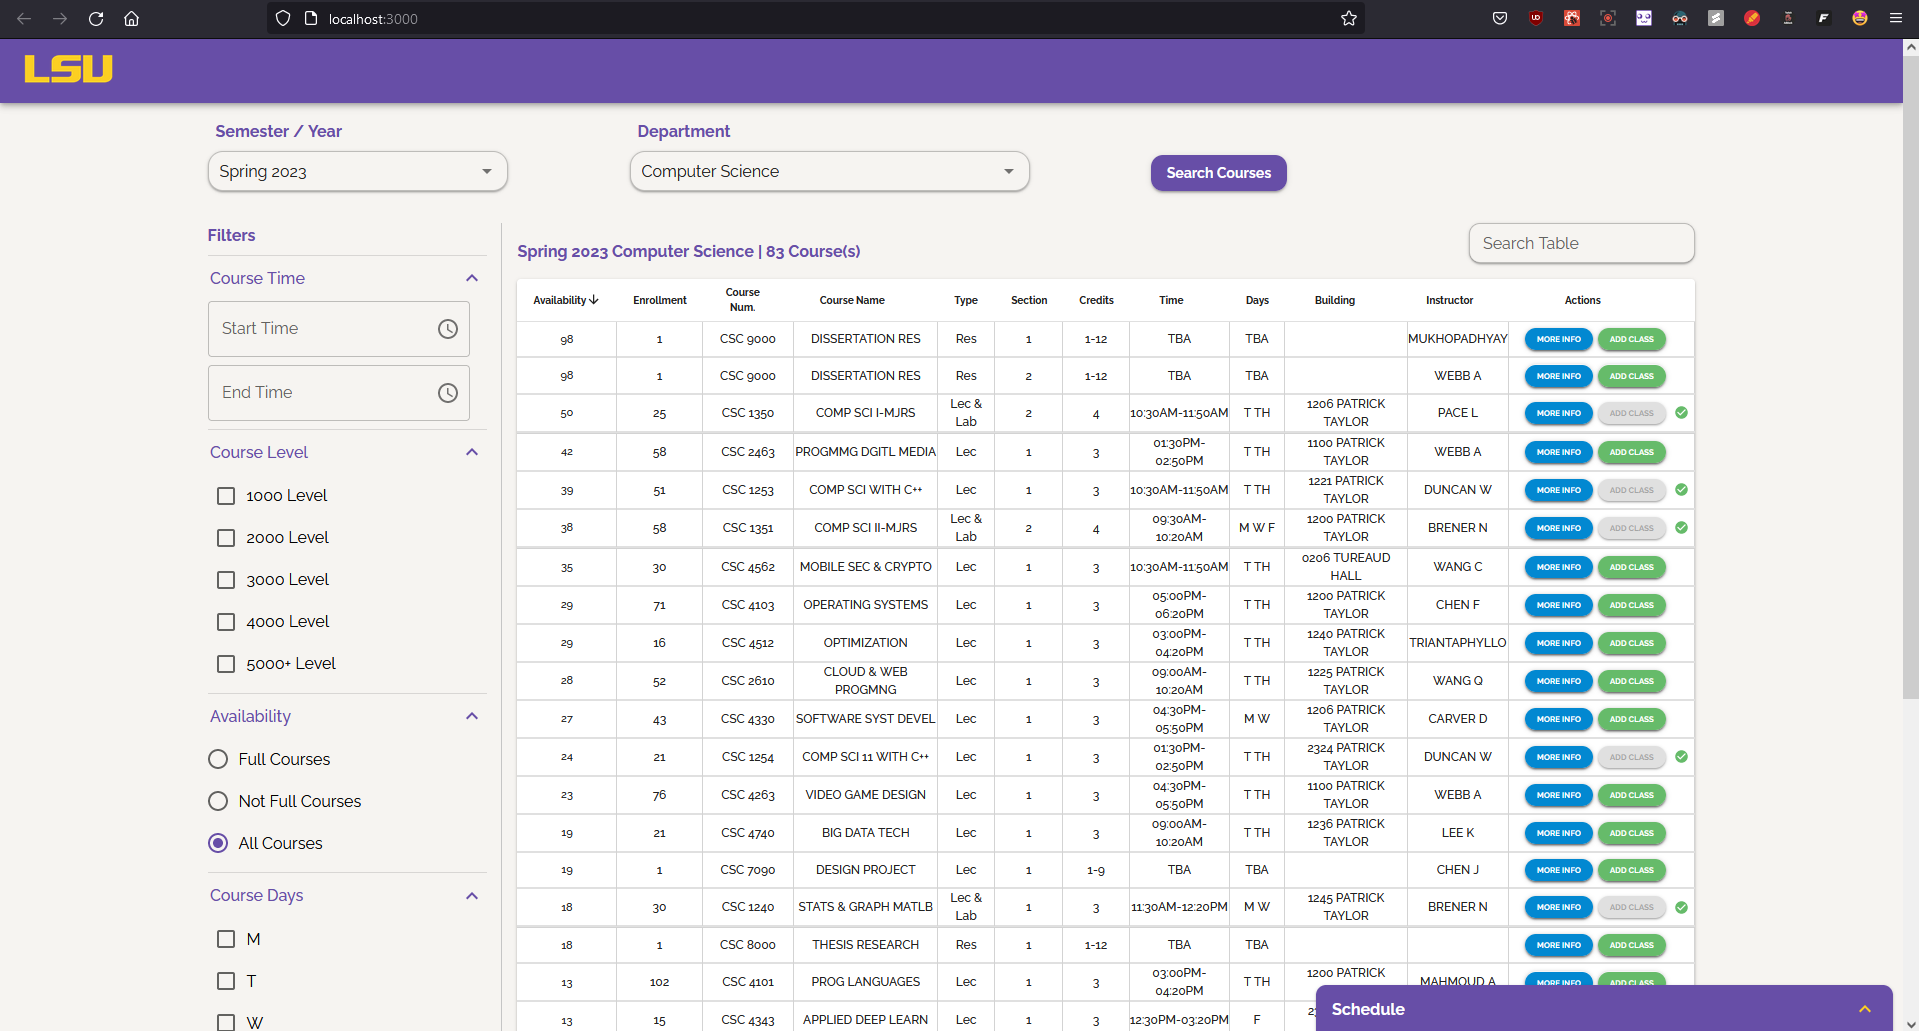 localhost:3000
LSU
Semester / Year
Department
Spring 2023
Computer Science
Search Courses
Filters
Course Time
Start Time
End Time
Course Level
1000 Level
2000 Level
3000 Level
4000 Level
5000+ Level
Availability
Full Courses
Not Full Courses
All Courses
Course Days
M
T
W
Spring 2023 Computer Science | 83 Course(s)
Search Table
Availability Enrollment Course Num. Course Name Type Section Credits Time Days Building Instructor Actions
98 1 CSC 9000 DISSERTATION RES Res 1 1-12 TBA TBA MUKHOPADHYAY MORE INFO ADD CLASS
98 1 CSC 9000 DISSERTATION RES Res 2 1-12 TBA TBA WEBB A MORE INFO ADD CLASS
50 25 CSC 1350 COMP SCI I-MJRS Lec & Lab 2 4 10:30AM-11:50AM T TH 1206 PATRICK TAYLOR PACE L MORE INFO ADD CLASS
42 58 CSC 2463 PROGMMG DGITL MEDIA Lec 1 3 01:30PM-02:50PM T TH 1100 PATRICK TAYLOR WEBB A MORE INFO ADD CLASS
39 51 CSC 1253 COMP SCI WITH C++ Lec 1 3 10:30AM-11:50AM T TH 1221 PATRICK TAYLOR DUNCAN W MORE INFO ADD CLASS
38 58 CSC 1351 COMP SCI II-MJRS Lec & Lab 2 4 09:30AM-10:20AM M W F 1200 PATRICK TAYLOR BRENER N MORE INFO ADD CLASS
35 30 CSC 4562 MOBILE SEC & CRYPTO Lec 1 3 10:30AM-11:50AM T TH 0206 TUREAUD HALL WANG C MORE INFO ADD CLASS
29 71 CSC 4103 OPERATING SYSTEMS Lec 1 3 05:00PM-06:20PM T TH 1200 PATRICK TAYLOR CHEN F MORE INFO ADD CLASS
29 16 CSC 4512 OPTIMIZATION Lec 1 3 03:00PM-04:20PM T TH 1240 PATRICK TAYLOR TRIANTAPHYLLO MORE INFO ADD CLASS
28 52 CSC 2610 CLOUD & WEB PROGMNG Lec 1 3 09:00AM-10:20AM T TH 1225 PATRICK TAYLOR WANG Q MORE INFO ADD CLASS
27 43 CSC 4330 SOFTWARE SYST DEVEL Lec 1 3 04:30PM-05:50PM M W 1206 PATRICK TAYLOR CARVER D MORE INFO ADD CLASS
24 21 CSC 1254 COMP SCI 11 WITH C++ Lec 1 3 01:30PM-02:50PM T TH 2324 PATRICK TAYLOR DUNCAN W MORE INFO ADD CLASS
23 76 CSC 4263 VIDEO GAME DESIGN Lec 1 3 04:30PM-05:50PM T TH 1100 PATRICK TAYLOR WEBB A MORE INFO ADD CLASS
19 21 CSC 4740 BIG DATA TECH Lec 1 3 09:00AM-10:20AM T TH 1236 PATRICK TAYLOR LEE K MORE INFO ADD CLASS
19 1 CSC 7090 DESIGN PROJECT Lec 1 1-9 TBA TBA CHEN J MORE INFO ADD CLASS
18 30 CSC 1240 STATS & GRAPH MATLB Lec & Lab 1 3 11:30AM-12:20PM M W 1245 PATRICK TAYLOR BRENER N MORE INFO ADD CLASS
18 1 CSC 8000 THESIS RESEARCH Res 1 1-12 TBA TBA MORE INFO ADD CLASS
13 102 CSC 4101 PROG LANGUAGES Lec 1 3 03:00PM-04:20PM T TH 1200 PATRICK MAHMOUD A MORE INFO ADD CLASS
13 15 CSC 4343 APPLIED DEEP LEARN Lec 1 3 12:30PM-03:20PM F
Schedule